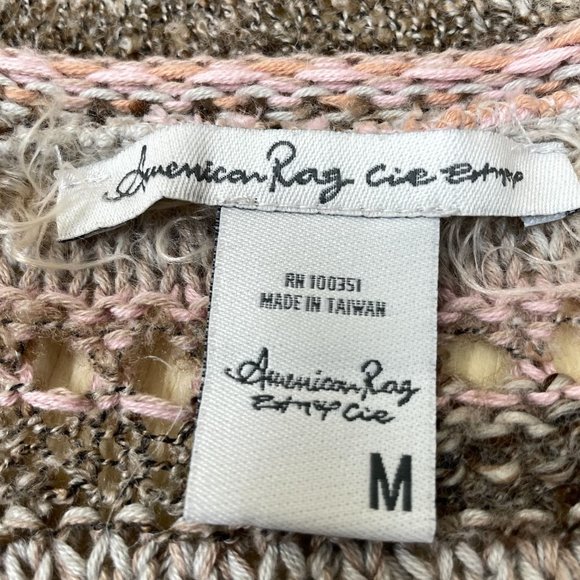 American Rag Cie
RN 100351
MADE IN TAIWAN
American Rag
Cie
M